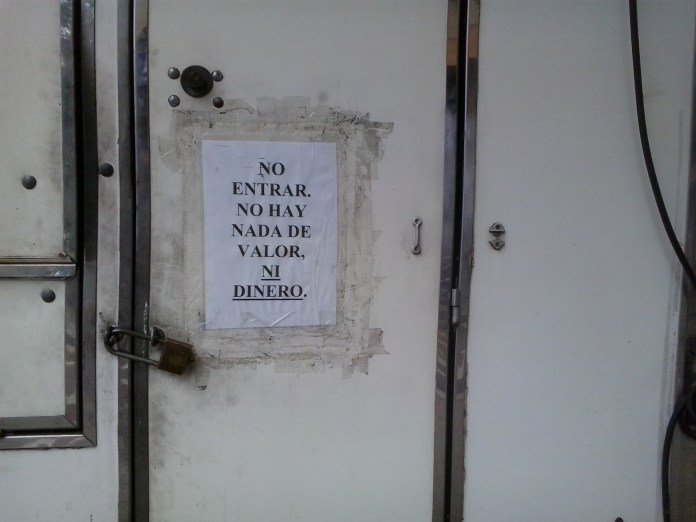 NO
ENTRAR.
NO HAY
NADA DE
VALOR,
NI
DINERO.